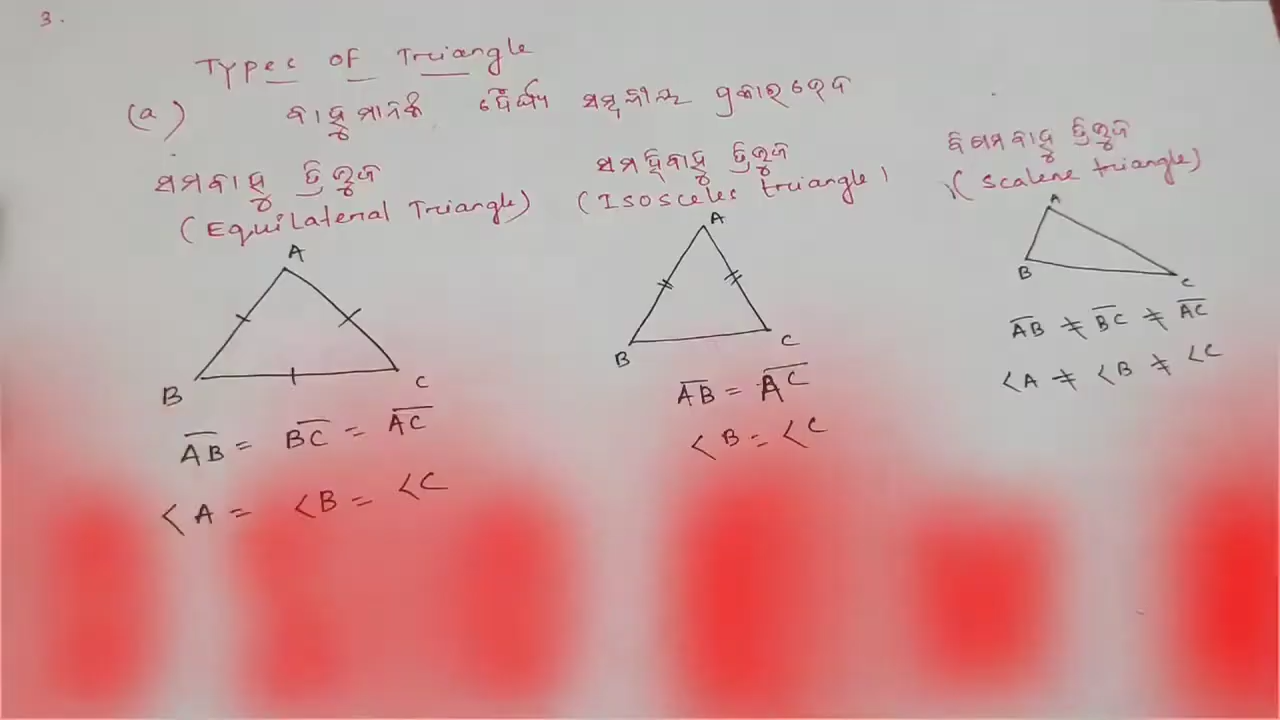 3.
Types of Triangle
(a) ବାହୁମାନଙ୍କ ଦୈର୍ଘ୍ୟ ସମ୍ବନ୍ଧୀୟ ପ୍ରକାରଭେଦ
ସମବାହୁ ତ୍ରିଭୁଜ
(Equilateral Triangle)
A
B
C
AB = BC = AC
<A = <B = <C
ସମଦ୍ୱିବାହୁ ତ୍ରିଭୁଜ
(Isosceles triangle)
A
B
C
AB = AC
<B = <C
ବିଷମବାହୁ ତ୍ରିଭୁଜ
(Scalene triangle)
A
B
C
AB ≠ BC ≠ AC
<A ≠ <B ≠ <C